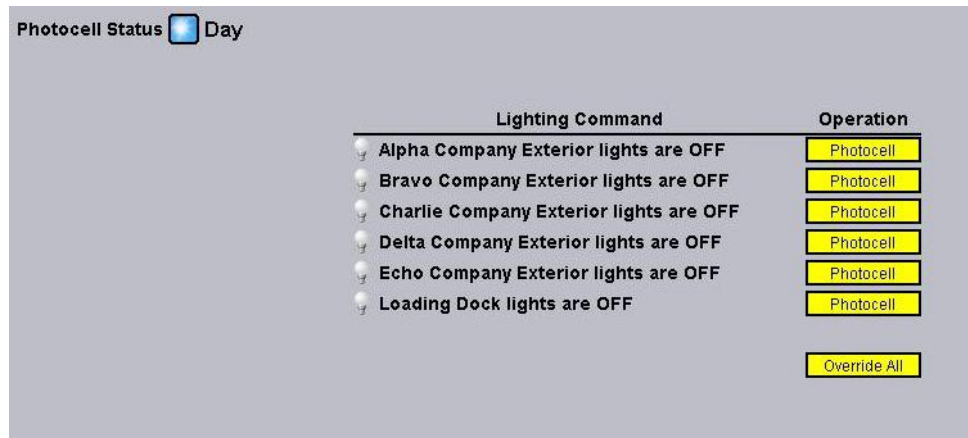 Photocell Status Day
Lighting Command Operation
Alpha Company Exterior lights are OFF Photocell
Bravo Company Exterior lights are OFF Photocell
Charlie Company Exterior lights are OFF Photocell
Delta Company Exterior lights are OFF Photocell
Echo Company Exterior lights are OFF Photocell
Loading Dock lights are OFF Photocell
Override All